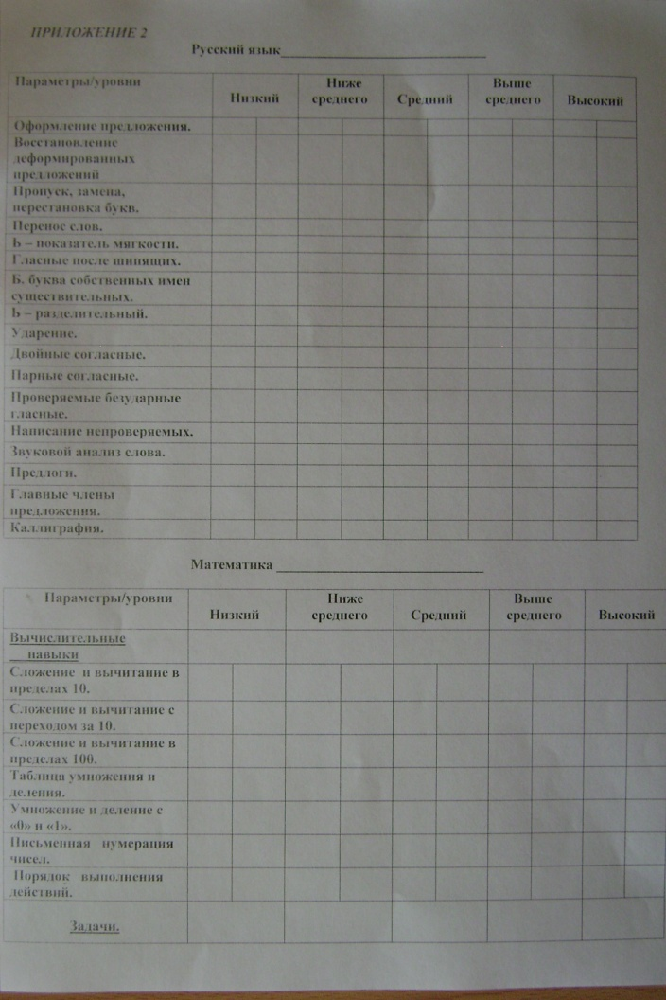 ПРИЛОЖЕНИЕ 2
Русский язык____________________________
Параметры/уровни
Низкий
Ниже
среднего
Средний
Выше
среднего
Высокий
Оформление предложения.
Восстановление
деформированных
предложений
Пропуск, замена,
перестановка букв.
Перенос слов.
Ь – показатель мягкости.
Гласные после шипящих.
Б. буква собственных имен
существительных.
Ь – разделительный.
Ударение.
Двойные согласные.
Парные согласные.
Проверяемые безударные
гласные.
Написание непроверяемых.
Звуковой анализ слова.
Предлоги.
Главные члены
предложения.
Каллиграфия.
Математика ____________________________
Параметры/уровни
Низкий
Ниже
среднего
Средний
Выше
среднего
Высокий
Вычислительные
навыки
Сложение и вычитание в
пределах 10.
Сложение и вычитание с
переходом за 10.
Сложение и вычитание в
пределах 100.
Таблица умножения и
деления.
Умножение и деление с
«0» и «1».
Письменная нумерация
чисел.
Порядок выполнения
действий.
Задачи.